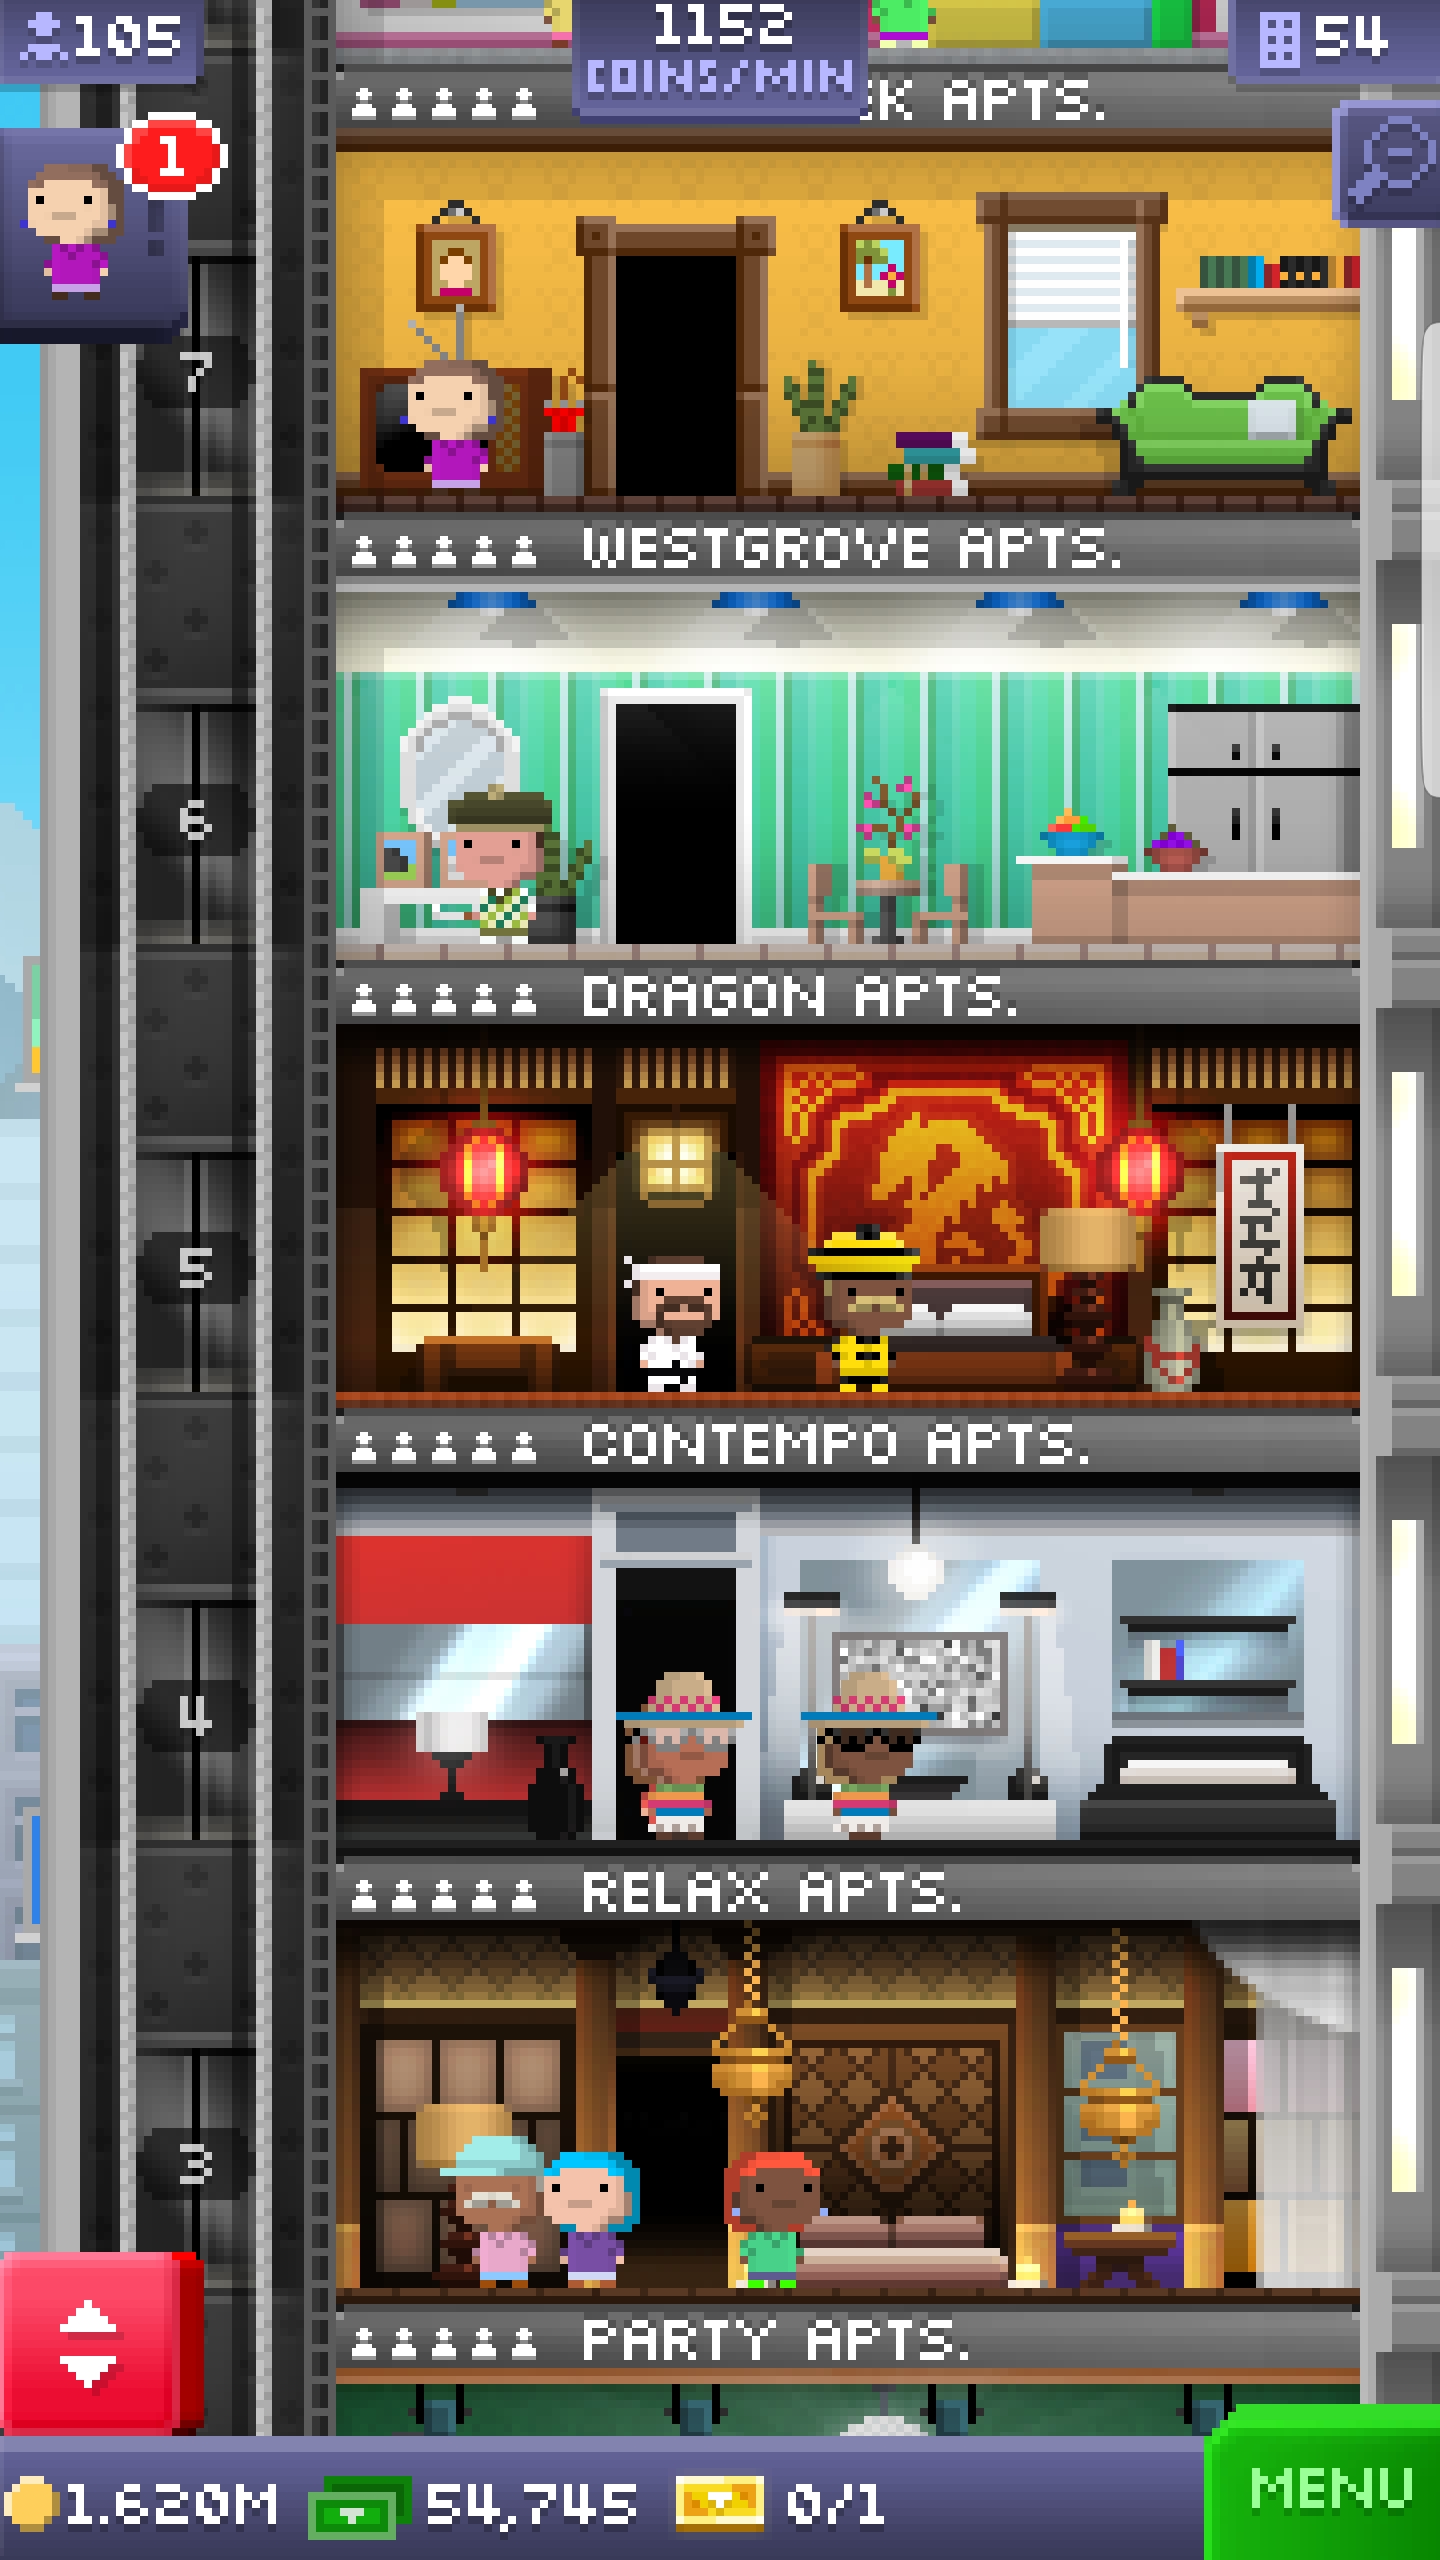 105
1152
COINS/MIN
54
CK APTS.
1
7
WESTGROVE APTS.
6
DRAGON APTS.
5
CONTEMPO APTS.
4
RELAX APTS.
3
PARTY APTS.
1.620M
54,745
0/1
MENU